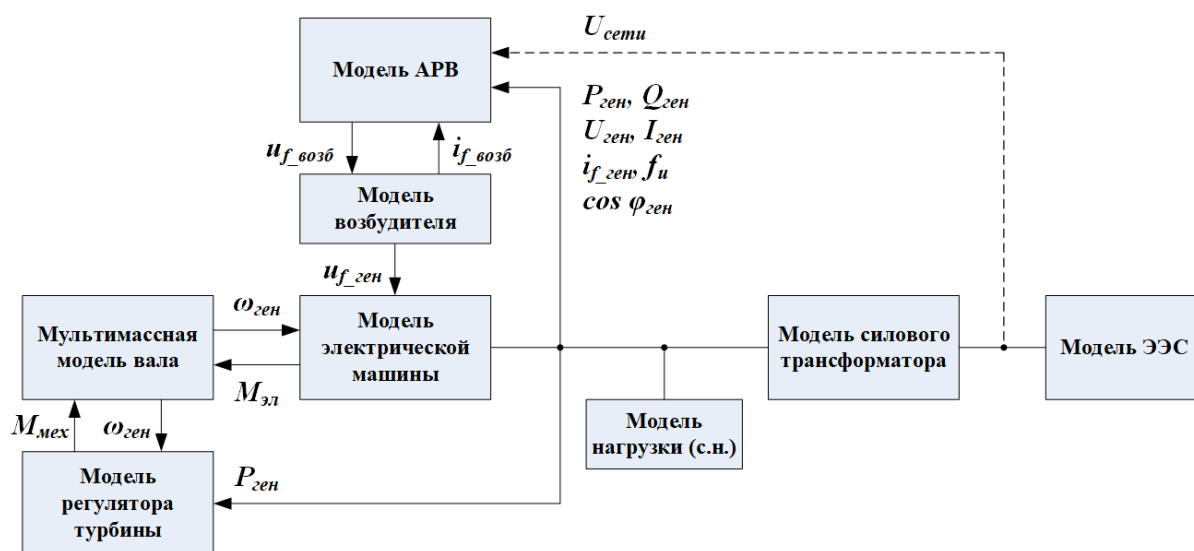 U_сети
Модель АРВ
P_ген, Q_ген
U_ген, I_ген
i_f_ген, f_и
cos φ_ген
u_f_возб
i_f_возб
Модель
возбудителя
u_f_ген
Мультимассная
модель вала
ω_ген
M_эл
Модель
электрической
машины
Модель силового
трансформатора
Модель ЭЭС
Модель
нагрузки (с.н.)
M_мех
ω_ген
P_ген
Модель
регулятора
турбины